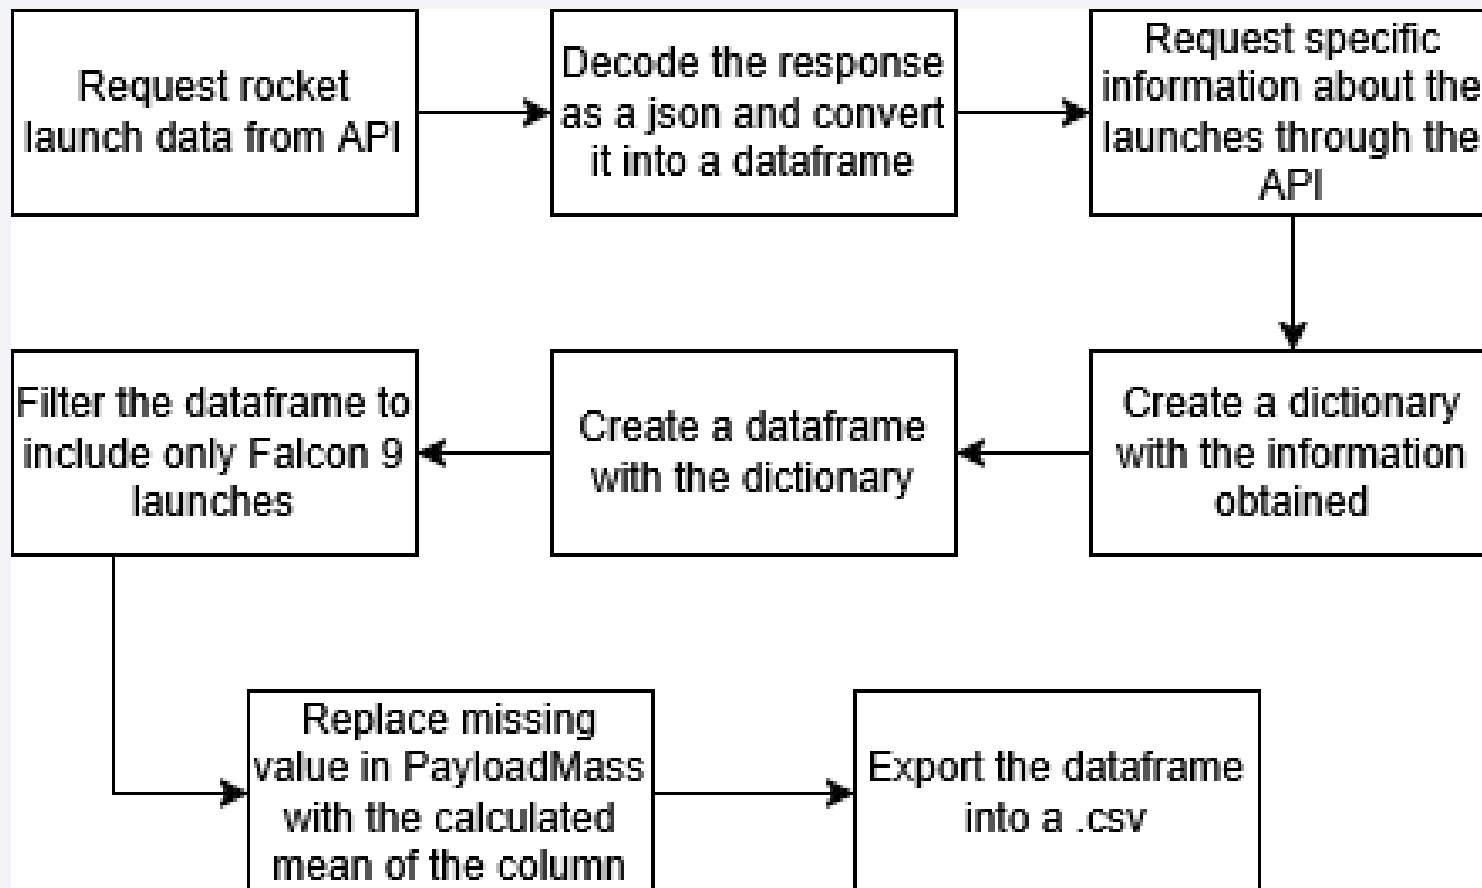 Request rocket
launch data from API
Decode the response
as a json and convert
it into a dataframe
Request specific
information about the
launches through the
API
Create a dictionary
with the information
obtained
Create a dataframe
with the dictionary
Filter the dataframe to
include only Falcon 9
launches
Replace missing
value in PayloadMass
with the calculated
mean of the column
Export the dataframe
into a .csv